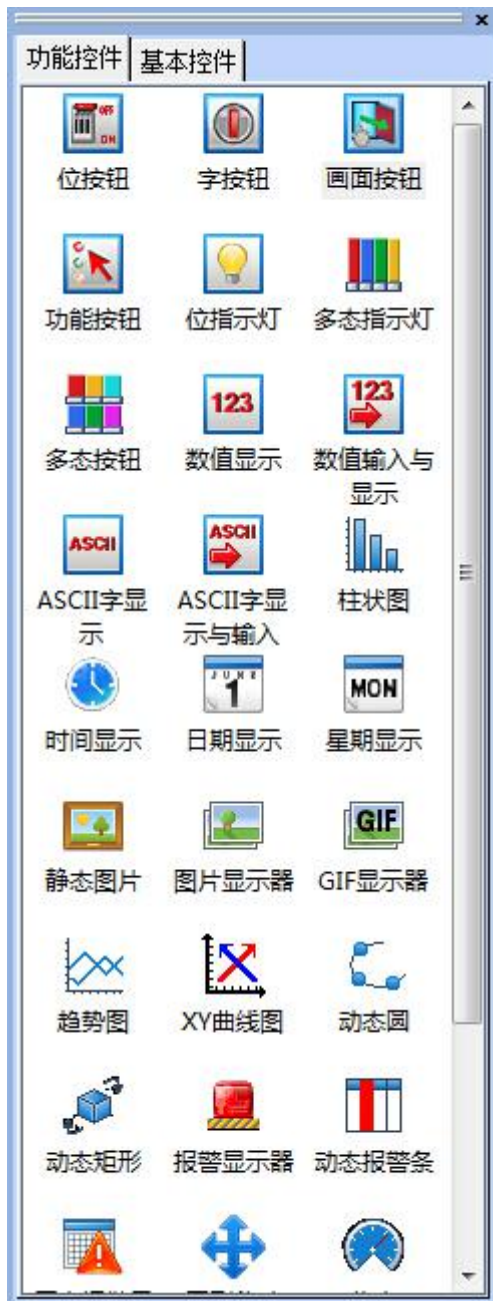 功能控件 基本控件
OFF
ON
位按钮 字按钮 画面按钮
功能按钮 位指示灯 多态指示灯
123 123
多态按钮 数值显示 数值输入与
显示
ASCII ASCII
ASCII字显 ASCII字显 柱状图
示 示与输入
JUNE
1 MON
时间显示 日期显示 星期显示
GIF
静态图片 图片显示器 GIF显示器
趋势图 XY曲线图 动态圆
动态矩形 报警显示器 动态报警条